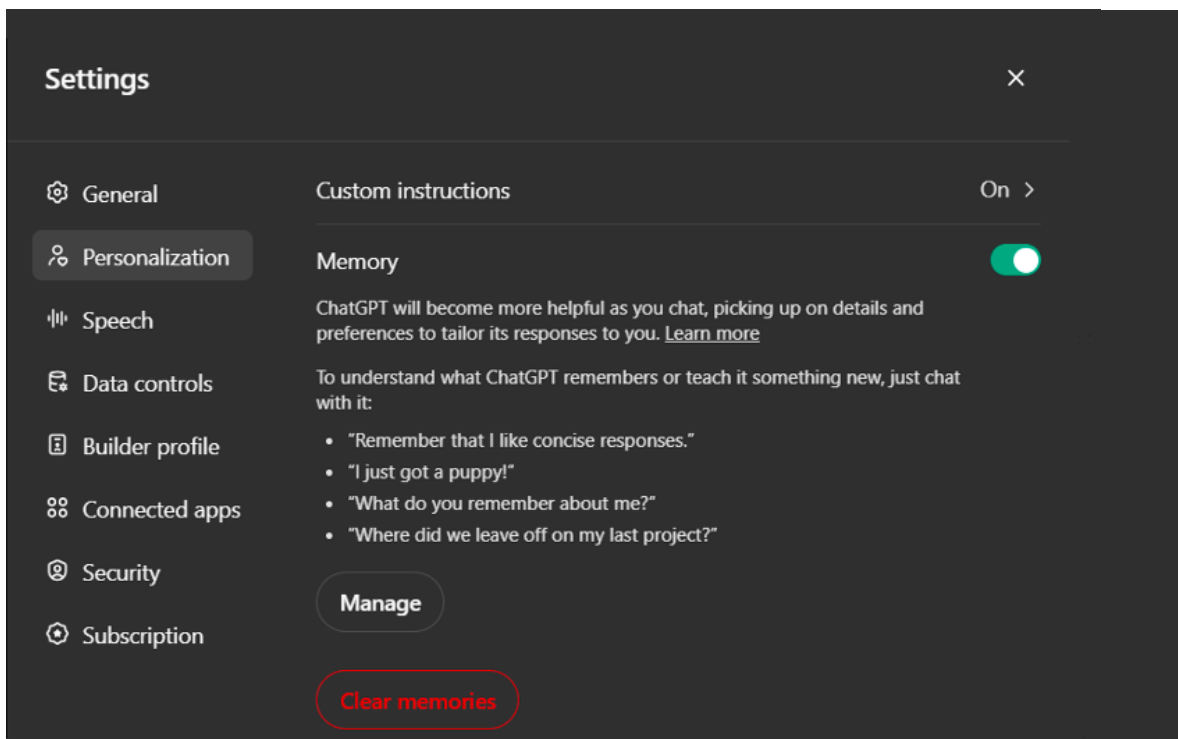 Settings
General
Personalization
Speech
Data controls
Builder profile
Connected apps
Security
Subscription
Custom instructions On
Memory
ChatGPT will become more helpful as you chat, picking up on details and
preferences to tailor its responses to you. Learn more
To understand what ChatGPT remembers or teach it something new, just chat
with it:
• "Remember that I like concise responses."
• "I just got a puppy!"
• "What do you remember about me?"
• "Where did we leave off on my last project?"
Manage
Clear memories